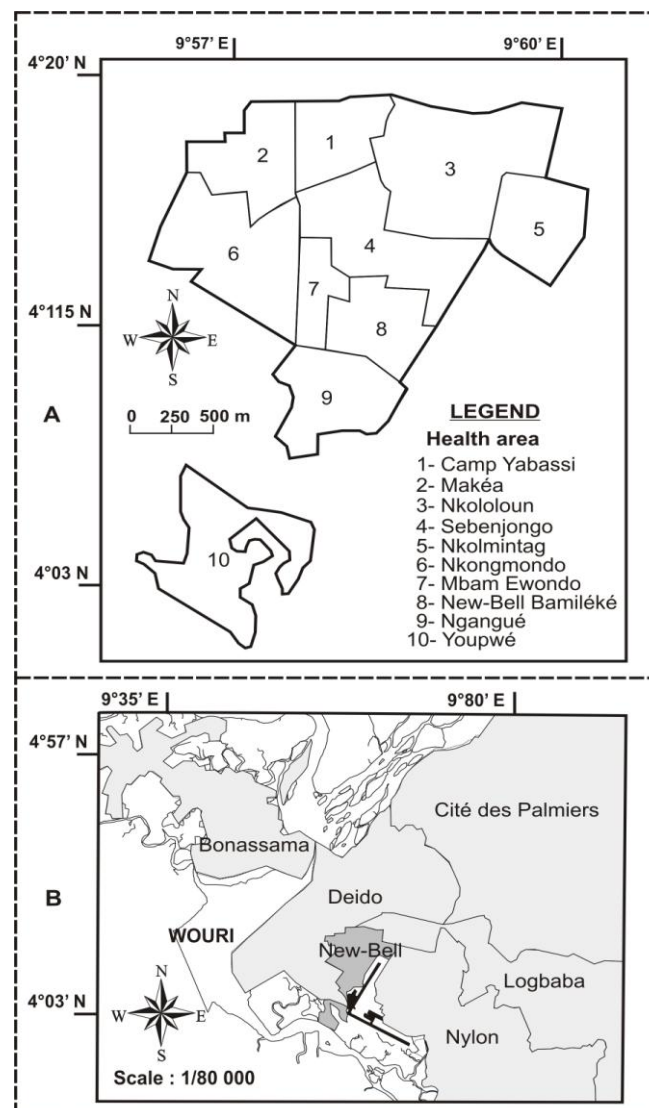 9°57’ E 9°60’ E
4°20’ N
1
2
3
5
4
6
7
4°115 N
N
W E
S
8
9
A
0 250 500 m
LEGEND
Health area
1- Camp Yabassi
2- Makéa
3- Nkololoun
4- Sebenjongo
5- Nkolmintag
6- Nkongmondo
7- Mbam Ewondo
8- New-Bell Bamiléké
9- Ngangué
10- Youpwé
10
4°03’ N
9°35’ E 9°80’ E
4°57’ N
Cité des Palmiers
Bonassama
Deido
B
WOURI
New-Bell
Logbaba
4°03’ N
N
W E
S
Nylon
Scale : 1/80 000